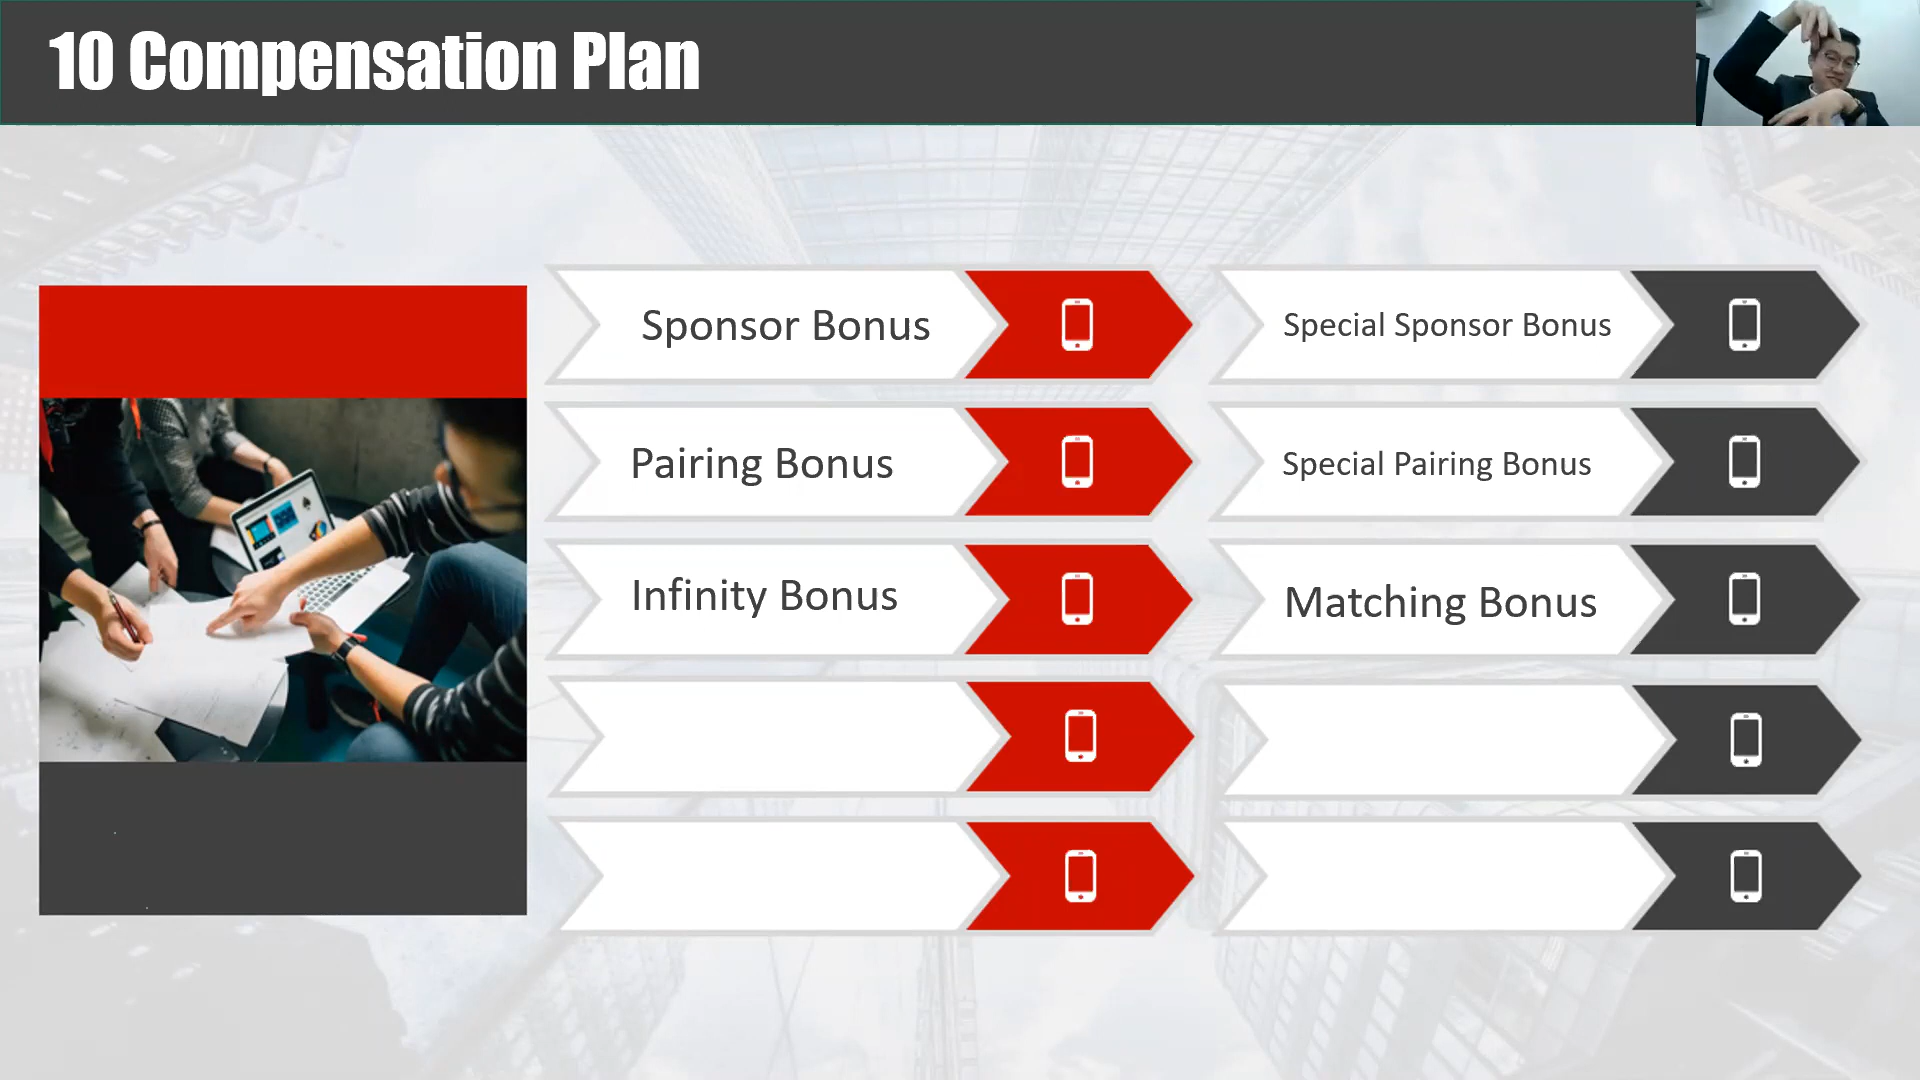 10 Compensation Plan
Sponsor Bonus
Special Sponsor Bonus
Pairing Bonus
Special Pairing Bonus
Infinity Bonus
Matching Bonus